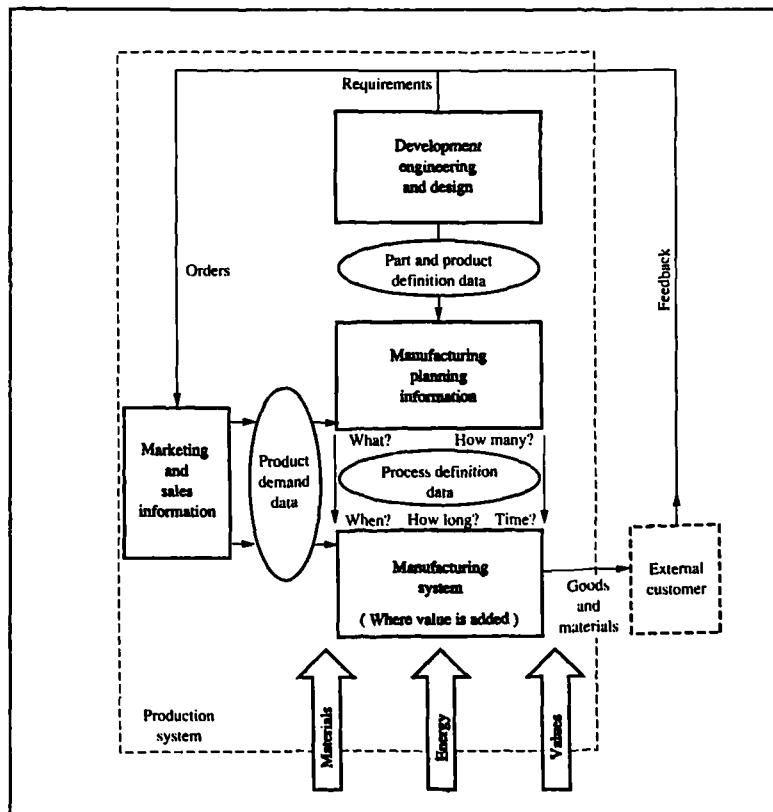 Requirements
Development
engineering
and design
Orders
Part and product
definition data
Feedback
Manufacturing
planning
information
What?
How many?
Marketing
and
sales
information
Product
demand
data
Process definition
data
When?
How long?
Time?
Manufacturing
system
( Where value is added )
Goods
and
materials
External
customer
Production
system
Materials
Energy
Values